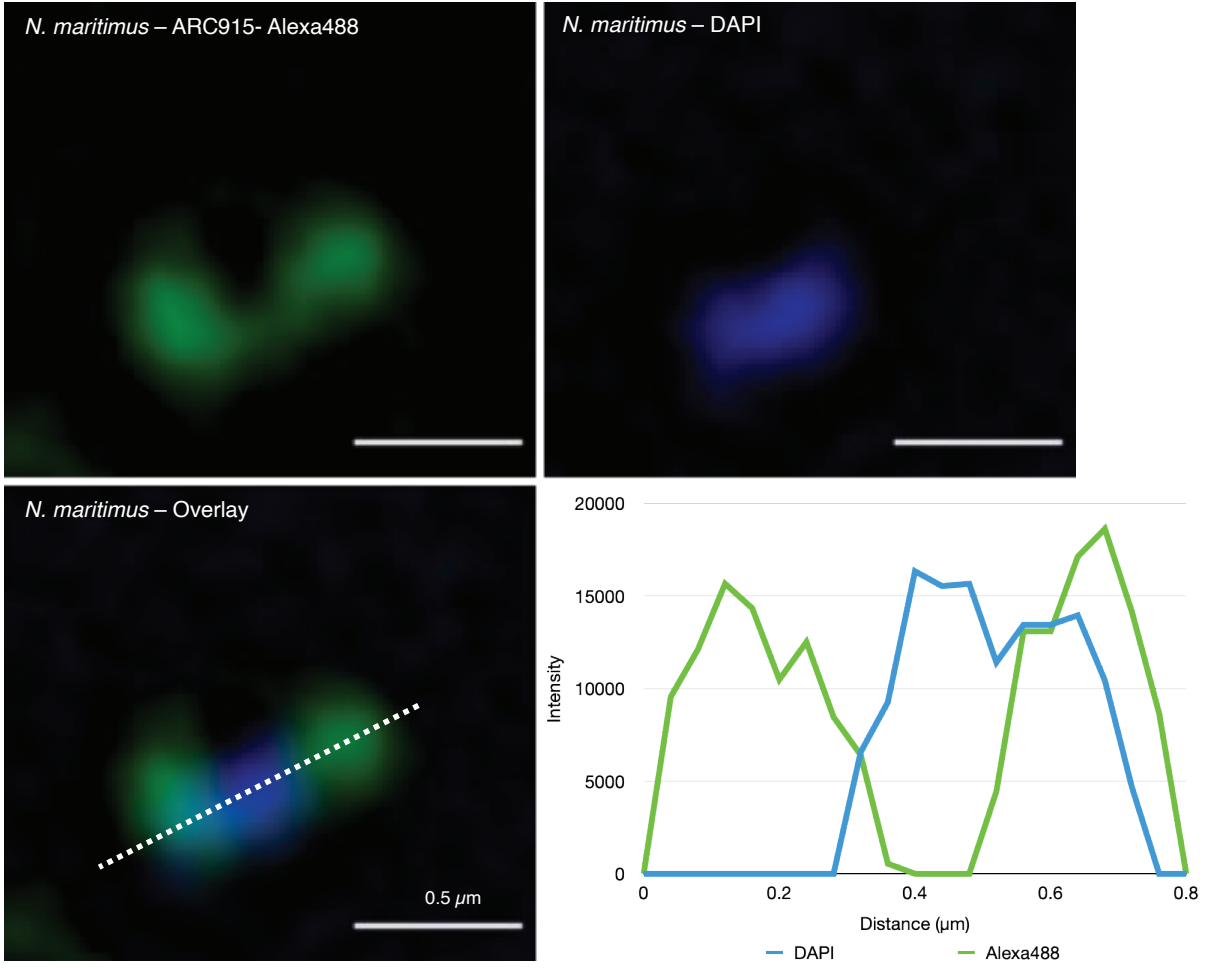 N. maritimus – ARC915- Alexa488
N. maritimus – DAPI
N. maritimus – Overlay
0.5 µm
20000
15000
10000
5000
0
Intensity
0 0.2 0.4 0.6 0.8
Distance (µm)
DAPI Alexa488